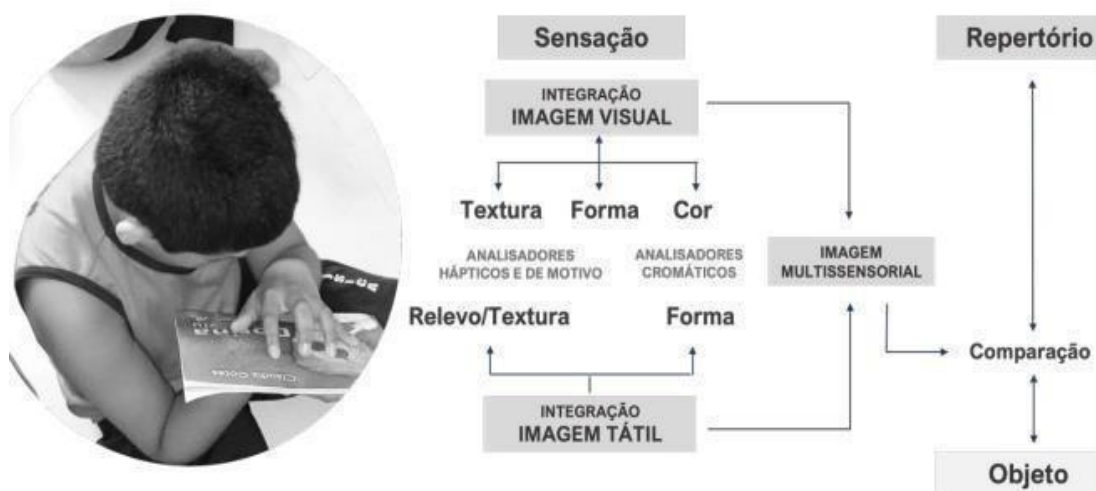 Sensação
Repertório
INTEGRAÇÃO
IMAGEM VISUAL
Textura Forma Cor
ANALISADORES
HÁPTICOS E DE MOTIVO
ANALISADORES
CROMÁTICOS
IMAGEM
MULTISSENSORIAL
Relevo/Textura Forma
Comparação
INTEGRAÇÃO
IMAGEM TÁTIL
Objeto